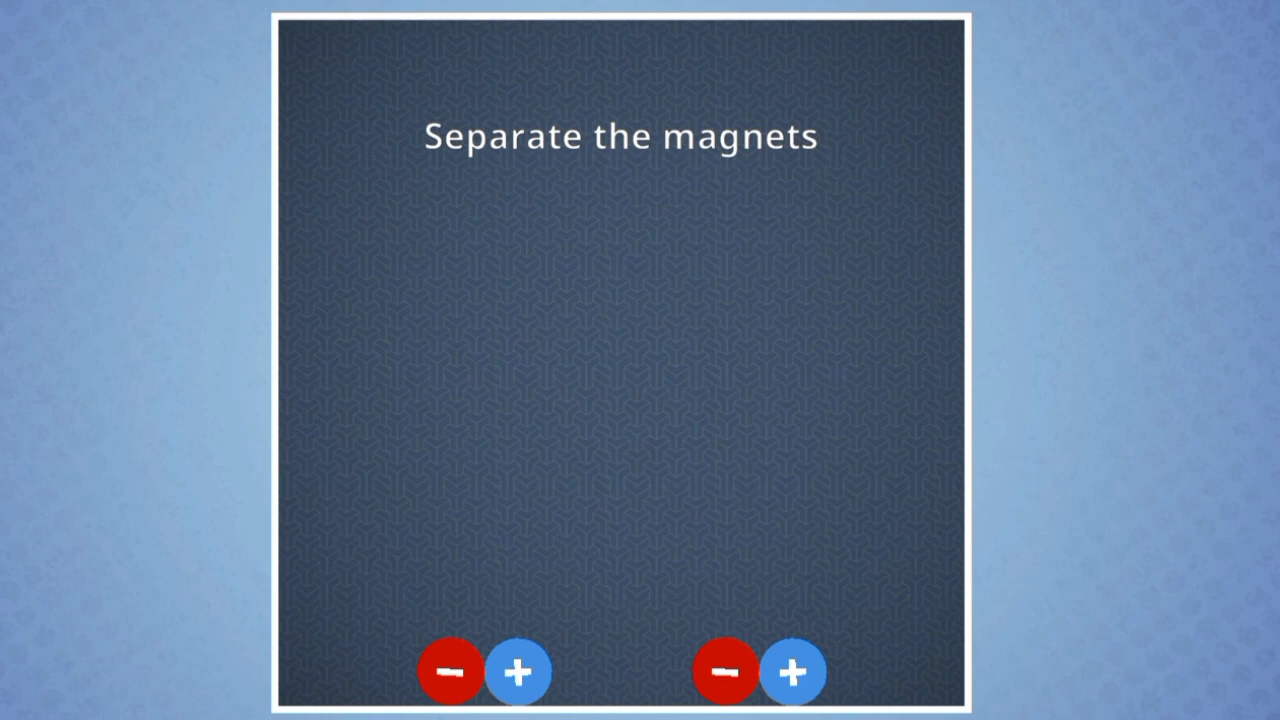 Separate the magnets
− + − +